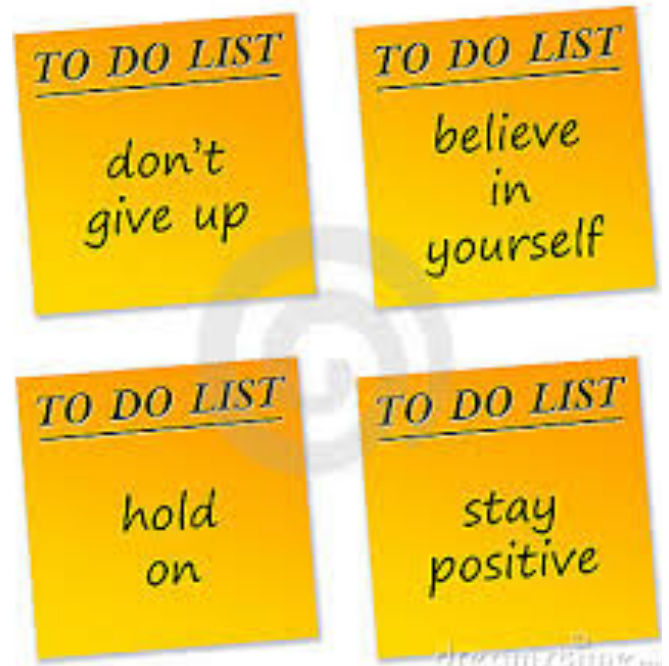 TO DO LIST
don't
give up
TO DO LIST
believe
in
yourself
TO DO LIST
hold
on
TO DO LIST
stay
positive